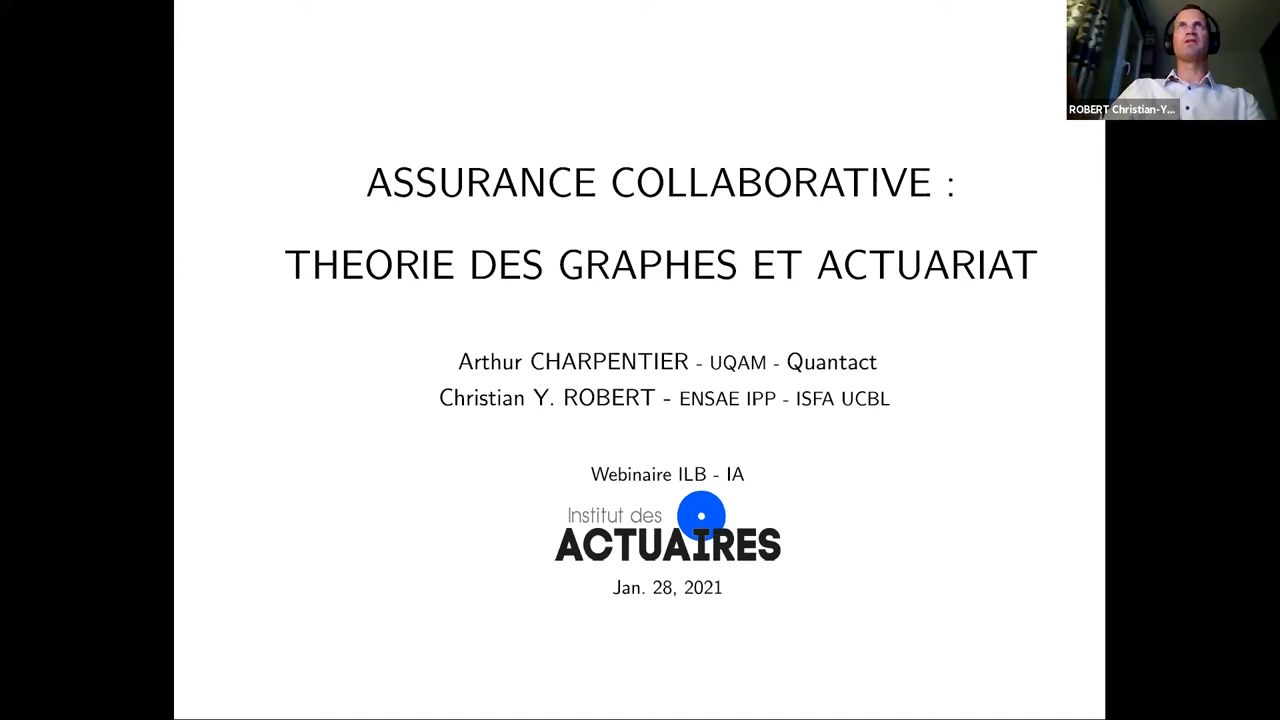 ROBERT Christian-Y...
ASSURANCE COLLABORATIVE :
THEORIE DES GRAPHES ET ACTUARIAT
Arthur CHARPENTIER - UQAM - Quantact
Christian Y. ROBERT - ENSAE IPP - ISFA UCBL
Webinaire ILB - IA
Institut des
ACTUAIRES
Jan. 28, 2021